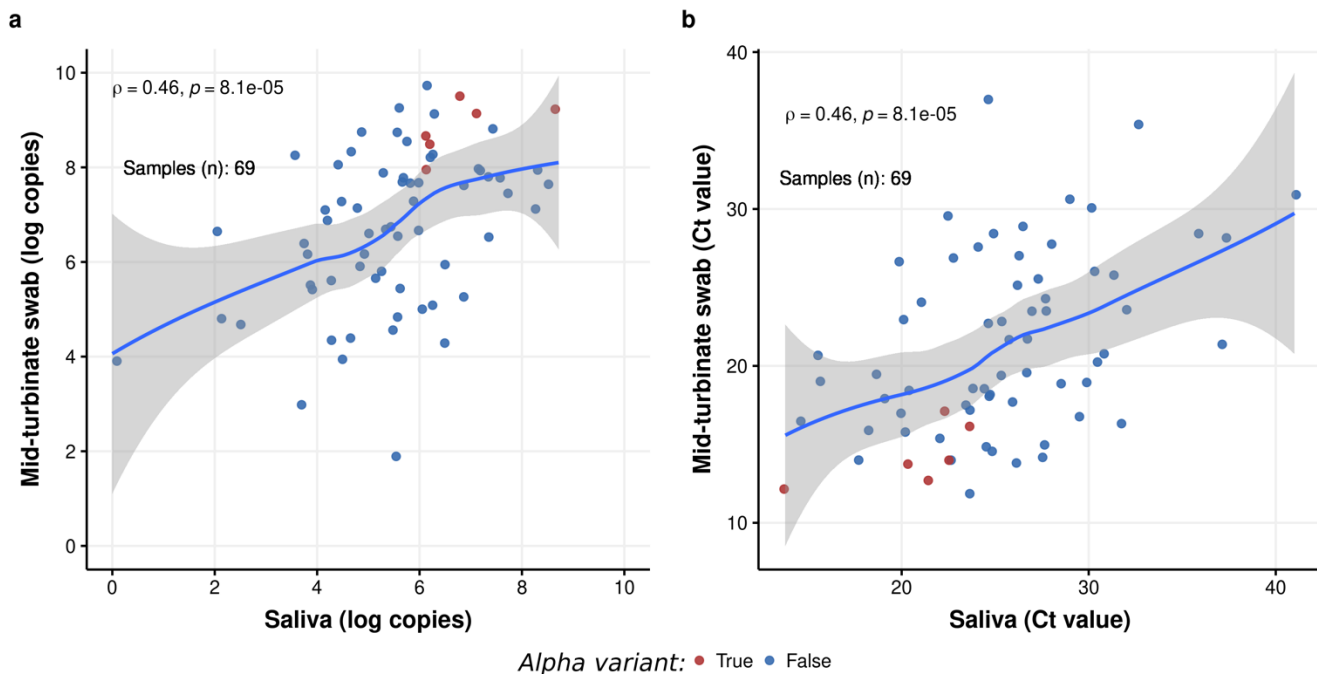 a
Mid-turbinate swab (log copies)
10
8
6
4
2
0
ρ = 0.46, p = 8.1e-05
Samples (n): 69
0 2 4 6 8 10
Saliva (log copies)
b
Mid-turbinate swab (Ct value)
40
30
20
10
ρ = 0.46, p = 8.1e-05
Samples (n): 69
20 30 40
Saliva (Ct value)
Alpha variant: True False